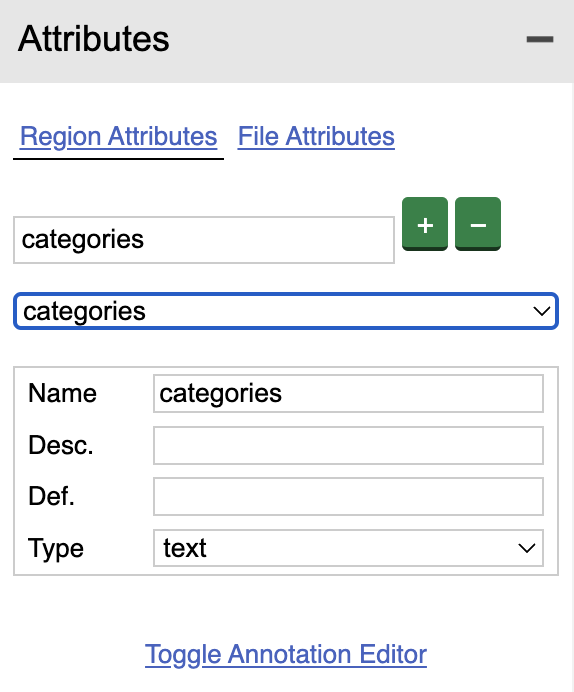 Attributes −
Region Attributes File Attributes
categories + −
categories
Name categories
Desc.
Def.
Type text
Toggle Annotation Editor